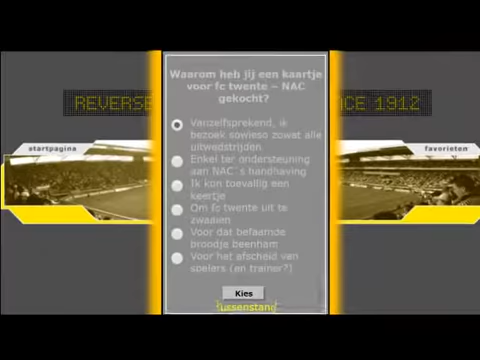 Waarom heb jij een kaartje
voor fc twente - NAC
gekocht?
REVERSE
NCE 1912
Vanzelfsprekend, ik
bezoek sowieso zowat alle
uitwedstrijden
startpagina
favorieten
Enkel ter ondersteuning
aan NAC's handhaving
Ik kon toevallig een
keertje
Om fc twente uit te
zwaaien
Voor dat befaamde
broodje beenham
Voor het afscheid van
spelers (en trainer?)
Kies
Tussenstand